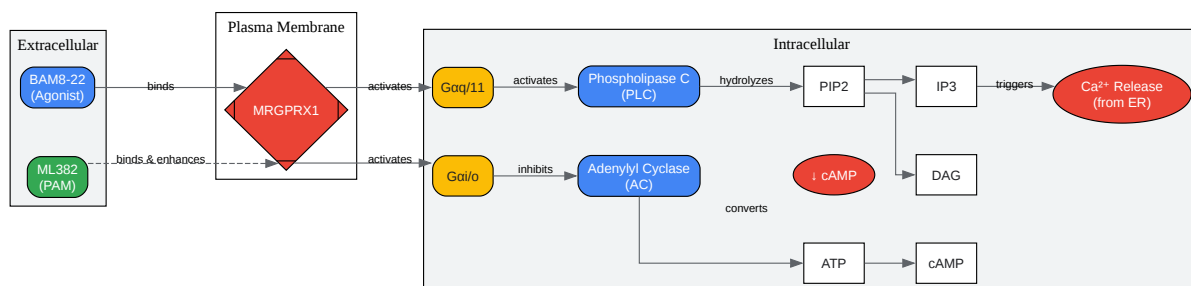 Extracellular
Plasma Membrane
Intracellular
BAM8-22
(Agonist)
binds
MRGPRX1
activates
Gαq/11
activates
Phospholipase C
(PLC)
hydrolyzes
PIP2
IP3
triggers
Ca²⁺ Release
(from ER)
ML382
(PAM)
binds & enhances
activates
Gαi/o
inhibits
Adenylyl Cyclase
(AC)
↓ cAMP
DAG
converts
ATP
cAMP